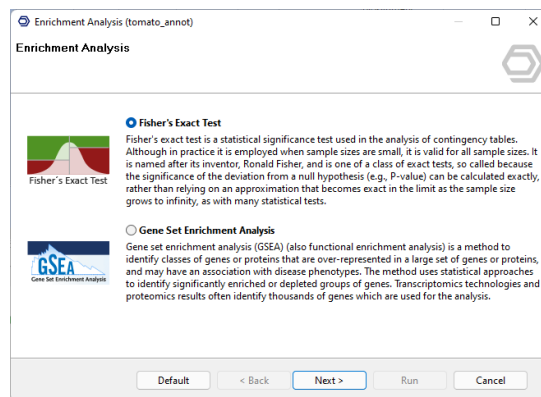 Enrichment Analysis (tomato_annot)
Enrichment Analysis
Fisher's Exact Test
Fisher's exact test is a statistical significance test used in the analysis of contingency tables.
Although in practice it is employed when sample sizes are small, it is valid for all sample sizes. It
is named after its inventor, Ronald Fisher, and is one of a class of exact tests, so called because
the significance of the deviation from a null hypothesis (e.g., P-value) can be calculated exactly,
rather than relying on an approximation that becomes exact in the limit as the sample size
grows to infinity, as with many statistical tests.
Fisher's Exact Test
Gene Set Enrichment Analysis
Gene set enrichment analysis (GSEA) (also functional enrichment analysis) is a method to
identify classes of genes or proteins that are over-represented in a large set of genes or proteins,
and may have an association with disease phenotypes. The method uses statistical approaches
to identify significantly enriched or depleted groups of genes. Transcriptomics technologies and
proteomics results often identify thousands of genes which are used for the analysis.
GSEA
Gene Set Enrichment Analysis
Default
< Back
Next >
Run
Cancel